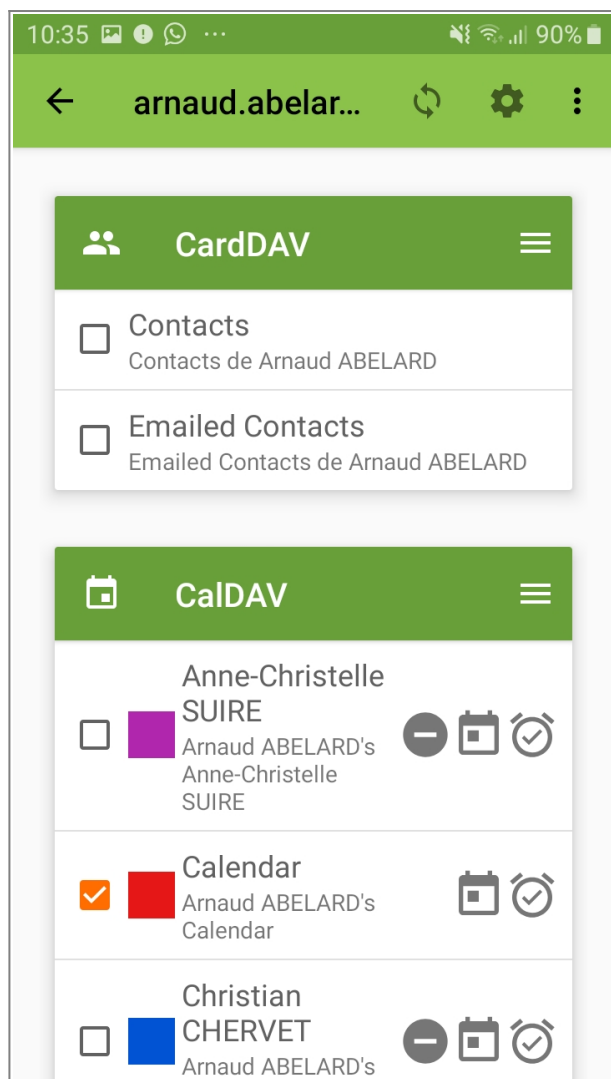 10:35 ... 90%
arnaud.abelar...
CardDAV
Contacts
Contacts de Arnaud ABELARD
Emailed Contacts
Emailed Contacts de Arnaud ABELARD
CalDAV
Anne-Christelle
SUIRE
Arnaud ABELARD's
Anne-Christelle
SUIRE
Calendar
Arnaud ABELARD's
Calendar
Christian
CHERVET
Arnaud ABELARD's